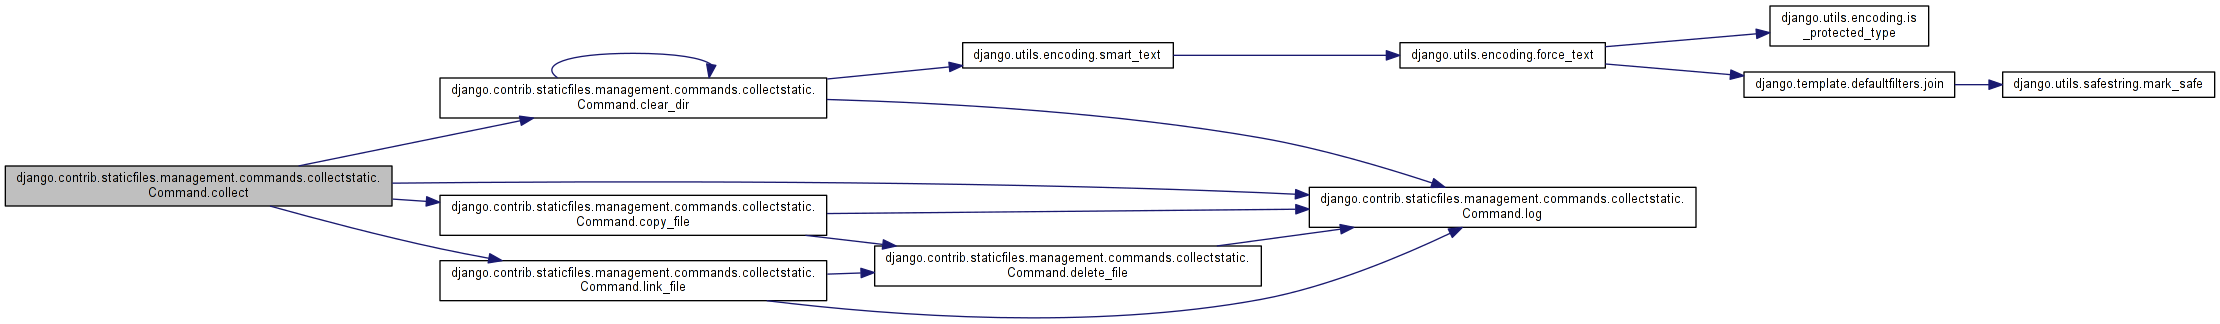 django.utils.encoding.is
_protected_type
django.utils.encoding.smart_text
django.utils.encoding.force_text
django.contrib.staticfiles.management.commands.collectstatic.
Command.clear_dir
django.template.defaultfilters.join
django.utils.safestring.mark_safe
django.contrib.staticfiles.management.commands.collectstatic.
Command.collect
django.contrib.staticfiles.management.commands.collectstatic.
Command.copy_file
django.contrib.staticfiles.management.commands.collectstatic.
Command.log
django.contrib.staticfiles.management.commands.collectstatic.
Command.delete_file
django.contrib.staticfiles.management.commands.collectstatic.
Command.link_file